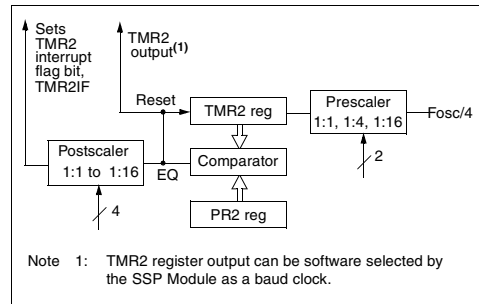 Sets
TMR2
interrupt
flag bit,
TMR2IF
TMR2
output(1)
Reset
TMR2 reg
Prescaler
1:1, 1:4, 1:16
Fosc/4
2
Postscaler
1:1 to 1:16
EQ
Comparator
4
PR2 reg
Note 1: TMR2 register output can be software selected by
the SSP Module as a baud clock.